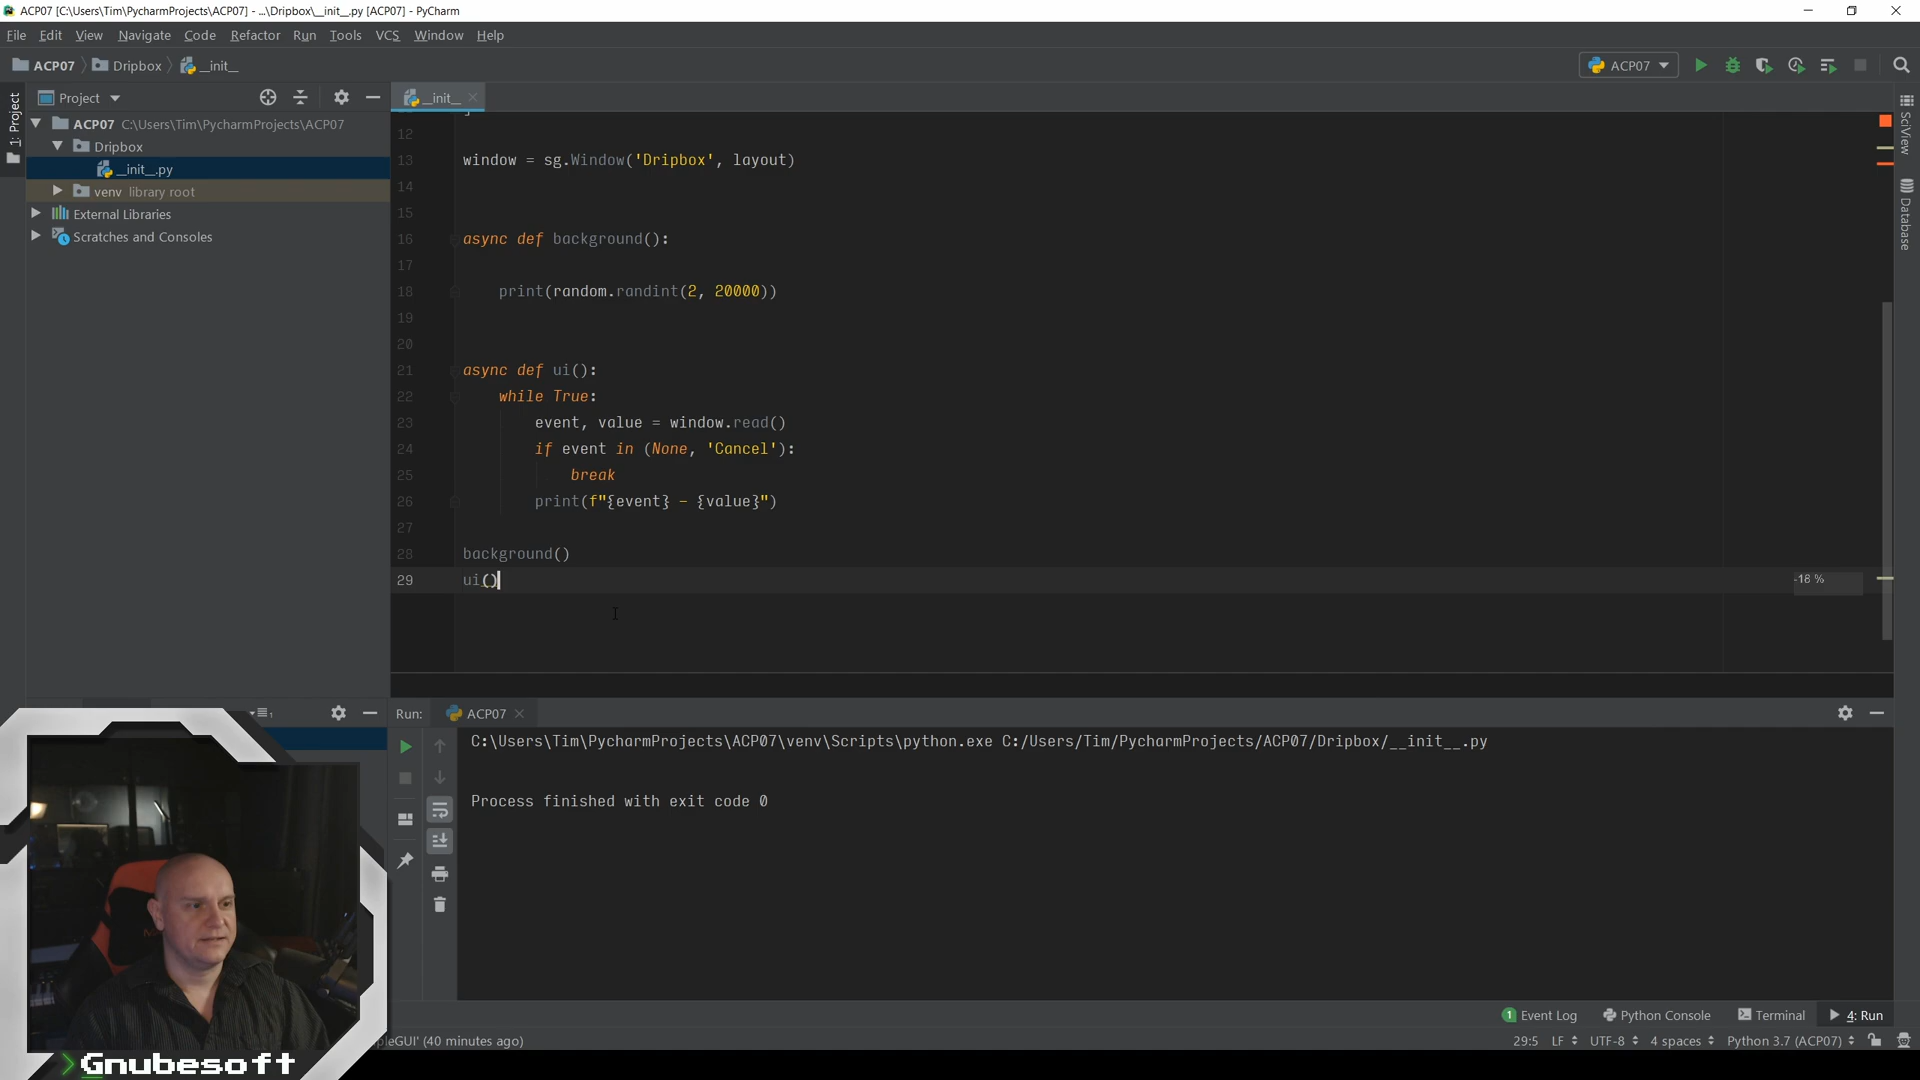 ACP07 [C:\Users\Tim\PycharmProjects\ACP07] - ...\Dripbox\__init__.py [ACP07] - PyCharm
File Edit View Navigate Code Refactor Run Tools VCS Window Help
ACP07 Dripbox __init__
ACP07
1: Project
Project
__init__
ACP07 C:\Users\Tim\PycharmProjects\ACP07
Dripbox
__init__.py
venv library root
External Libraries
Scratches and Consoles
12
13 window = sg.Window('Dripbox', layout)
14
15
16 async def background():
17
18 print(random.randint(2, 20000))
19
20
21 async def ui():
22 while True:
23 event, value = window.read()
24 if event in (None, 'Cancel'):
25 break
26 print(f"{event} - {value}")
27
28 background()
29 ui()
-18 %
SciView
Database
Run: ACP07
C:\Users\Tim\PycharmProjects\ACP07\venv\Scripts\python.exe C:/Users/Tim/PycharmProjects/ACP07/Dripbox/__init__.py
Process finished with exit code 0
1 Event Log Python Console Terminal 4: Run
pleGUI' (40 minutes ago)
29:5 LF UTF-8 4 spaces Python 3.7 (ACP07)
>Gnubesoft